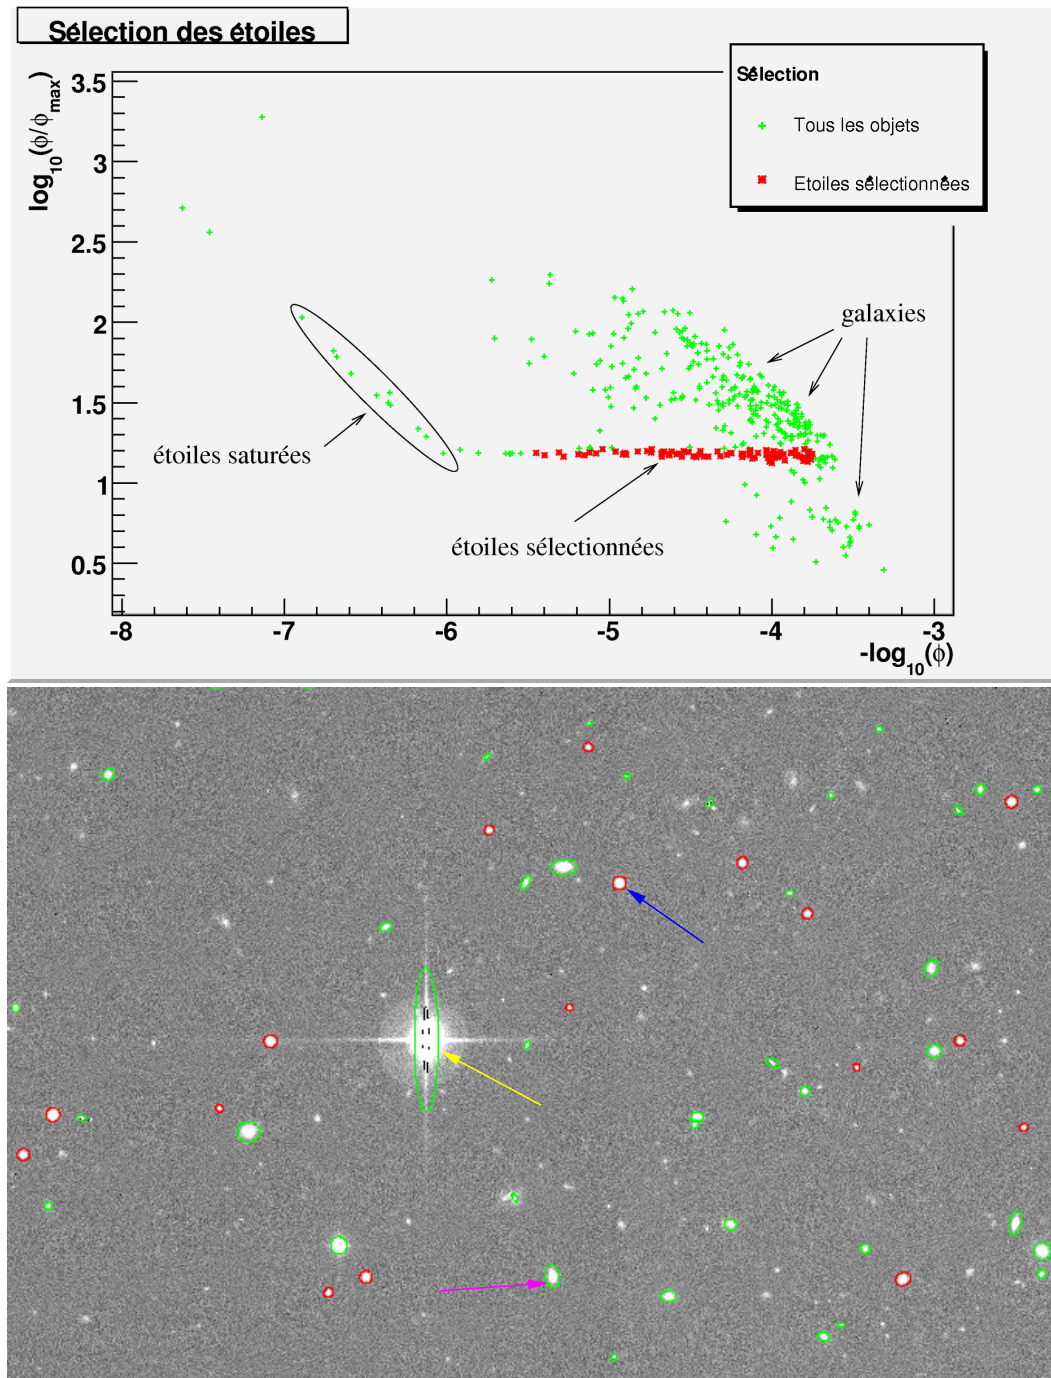 Sélection des étoiles
log10(ϕ/ϕmax)
3.5
3
2.5
2
1.5
1
0.5
Sélection
Tous les objets
Etoiles sélectionnées
galaxies
étoiles saturées
étoiles sélectionnées
-8 -7 -6 -5 -4 -3
-log10(ϕ)